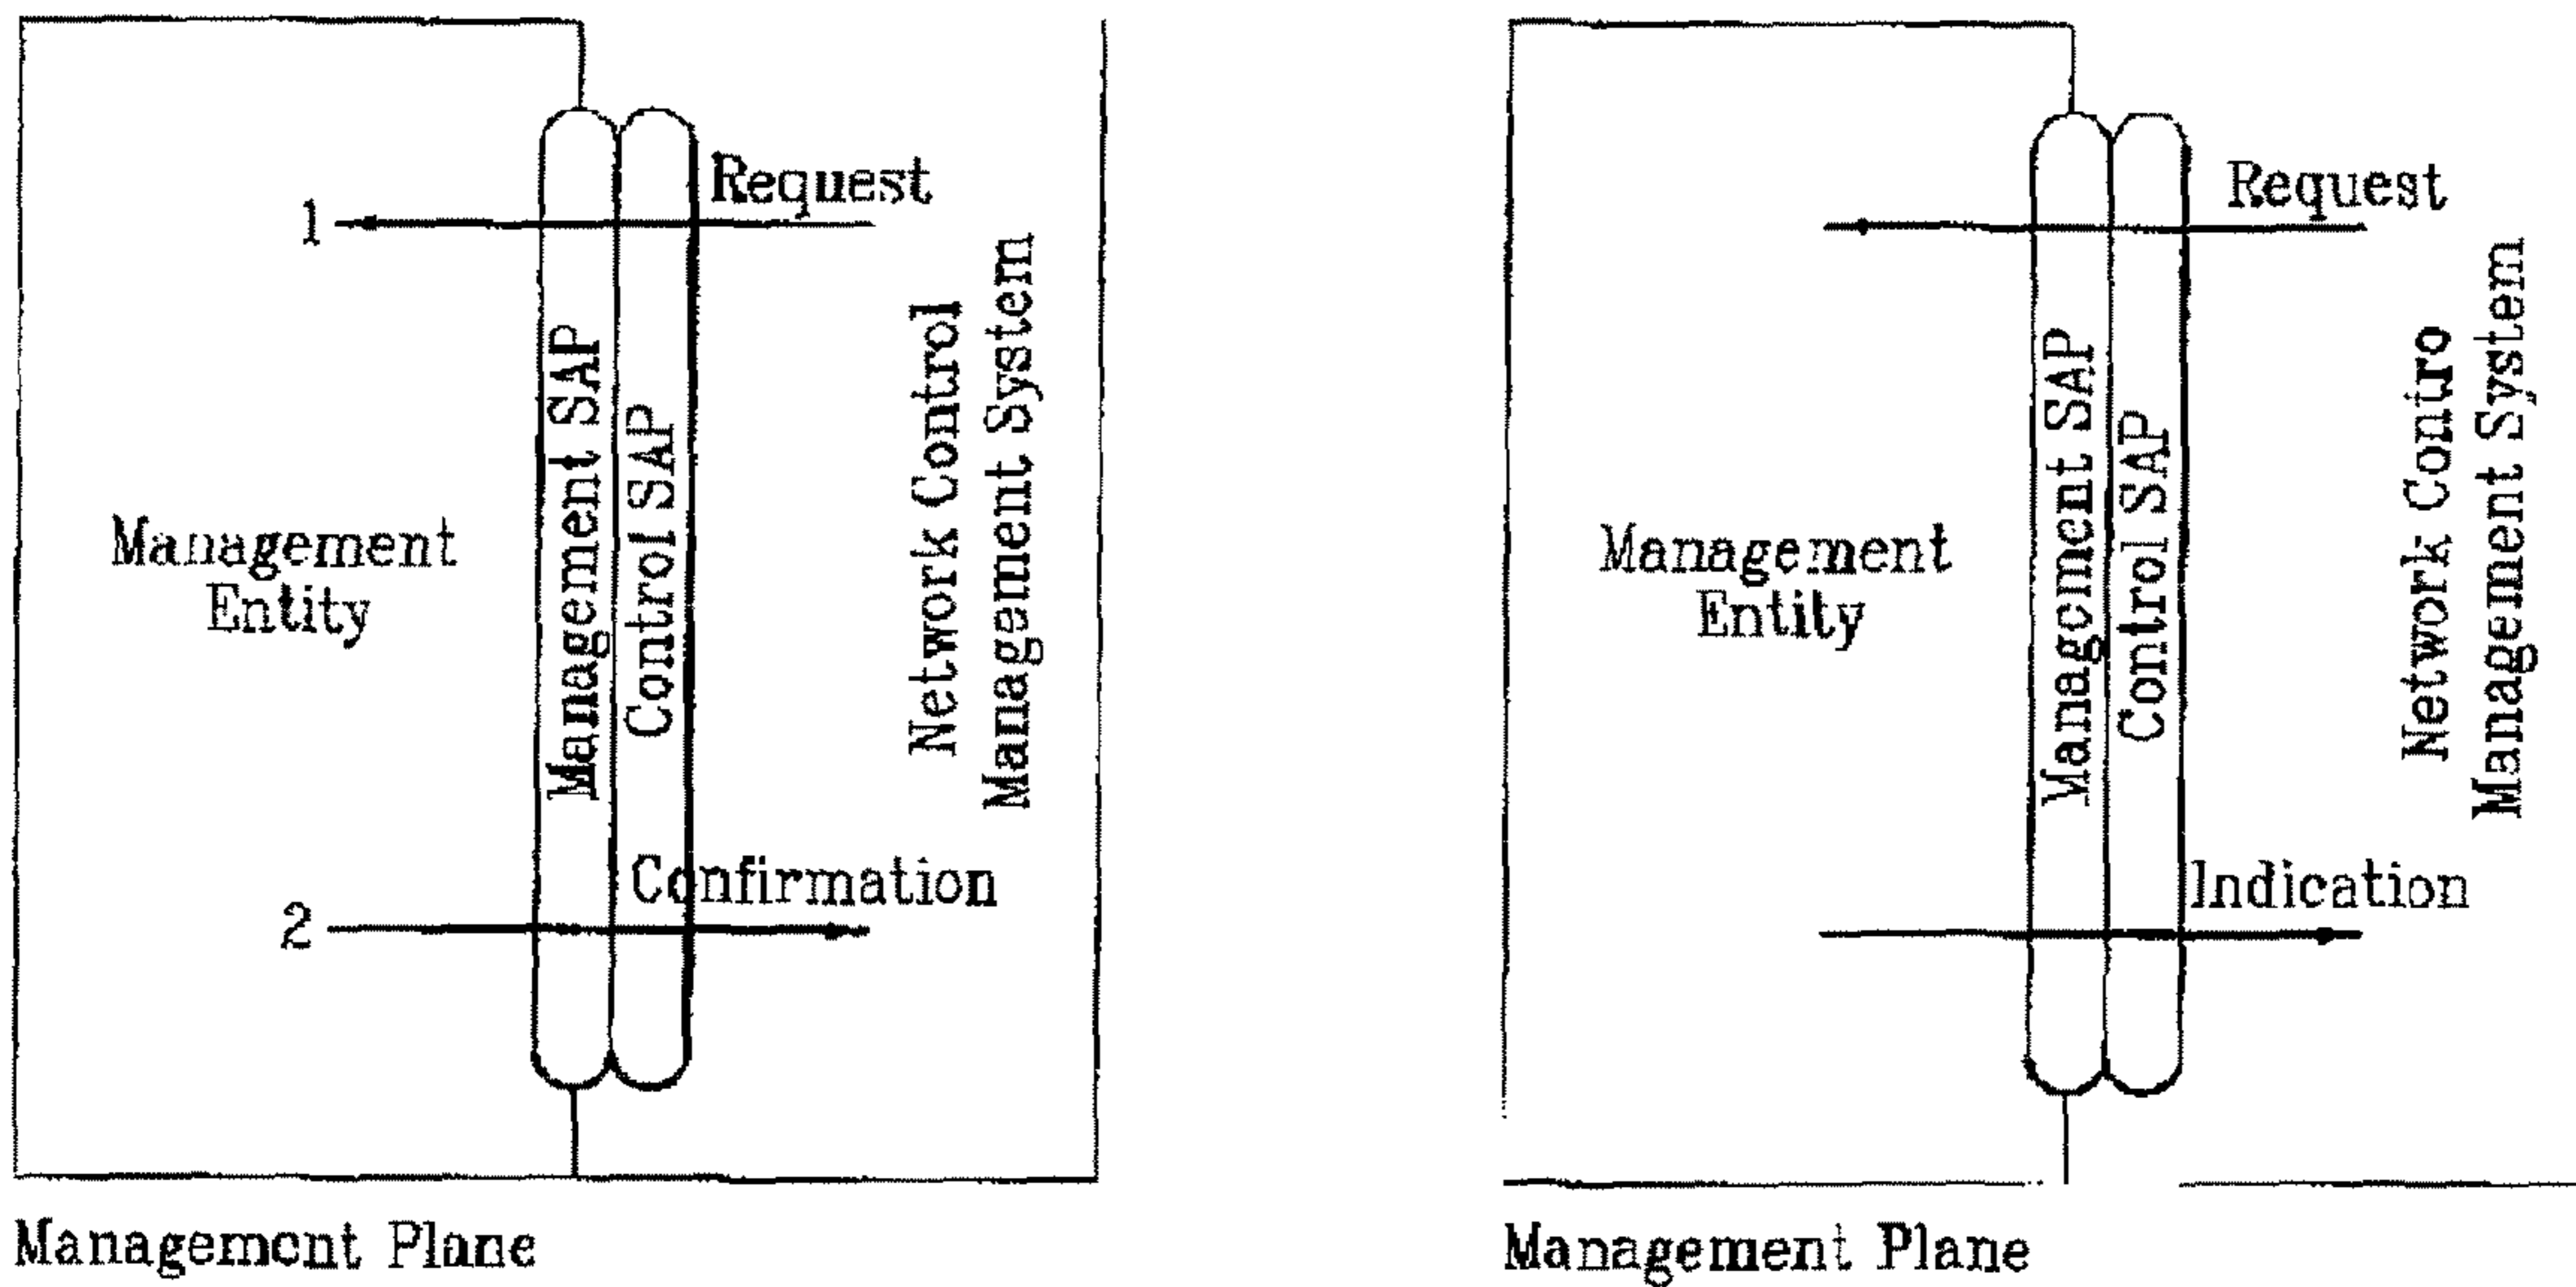 Request
1
Management SAP
Control SAP
Network Control
Management System
Management
Entity
Confirmation
2
Management Plane
Request
Management SAP
Control SAP
Network Contro
Management System
Management
Entity
Indication
Management Plane